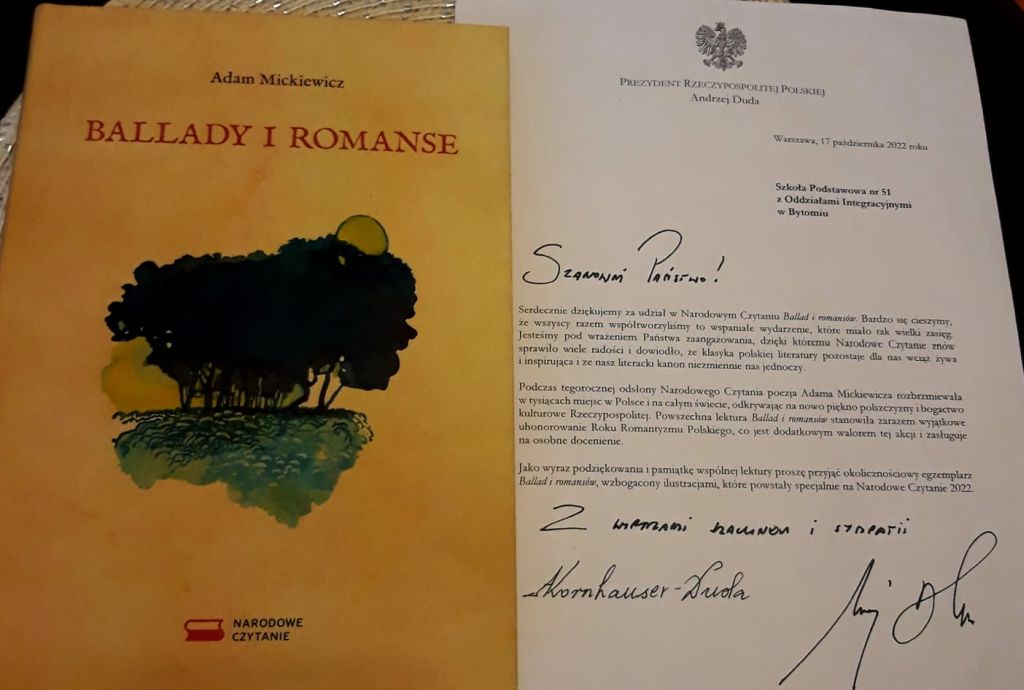 Adam Mickiewicz
BALLADY I ROMANSE
NARODOWE
CZYTANIE
PREZYDENT RZECZYPOSPOLITEJ POLSKIEJ
Andrzej Duda
Warszawa, 17 października 2022 roku
Szkoła Podstawowa nr 51
z Oddziałami Integracyjnymi
w Bytomiu
Szanowni Państwo!
Serdecznie dziękujemy za udział w Narodowym Czytaniu Ballad i romansów. Bardzo się cieszymy,
że wszyscy razem współtworzyliśmy to wspaniałe wydarzenie, które miało tak wielki zasięg.
Jesteśmy pod wrażeniem Państwa zaangażowania, dzięki któremu Narodowe Czytanie znów
sprawiło wiele radości i dowiodło, że klasyka polskiej literatury pozostaje dla nas wciąż żywa
i inspirująca i że nasz literacki kanon niezmiennie nas jednoczy.
Podczas tegorocznej odsłony Narodowego Czytania poezja Adama Mickiewicza rozbrzmiewała
w tysiącach miejsc w Polsce i na całym świecie, odkrywając na nowo piękno polszczyzny i bogactwo
kulturowe Rzeczypospolitej. Powszechna lektura Ballad i romansów stanowiła zarazem wyjątkowe
uhonorowanie Roku Romantyzmu Polskiego, co jest dodatkowym walorem tej akcji i zasługuje
na osobne docenienie.
Jako wyraz podziękowania i pamiątkę wspólnej lektury proszę przyjąć okolicznościowy egzemplarz
Ballad i romansów, wzbogacony ilustracjami, które powstały specjalnie na Narodowe Czytanie 2022.
Z wyrazami szacunku i sympatii
AKornhauser-Duda